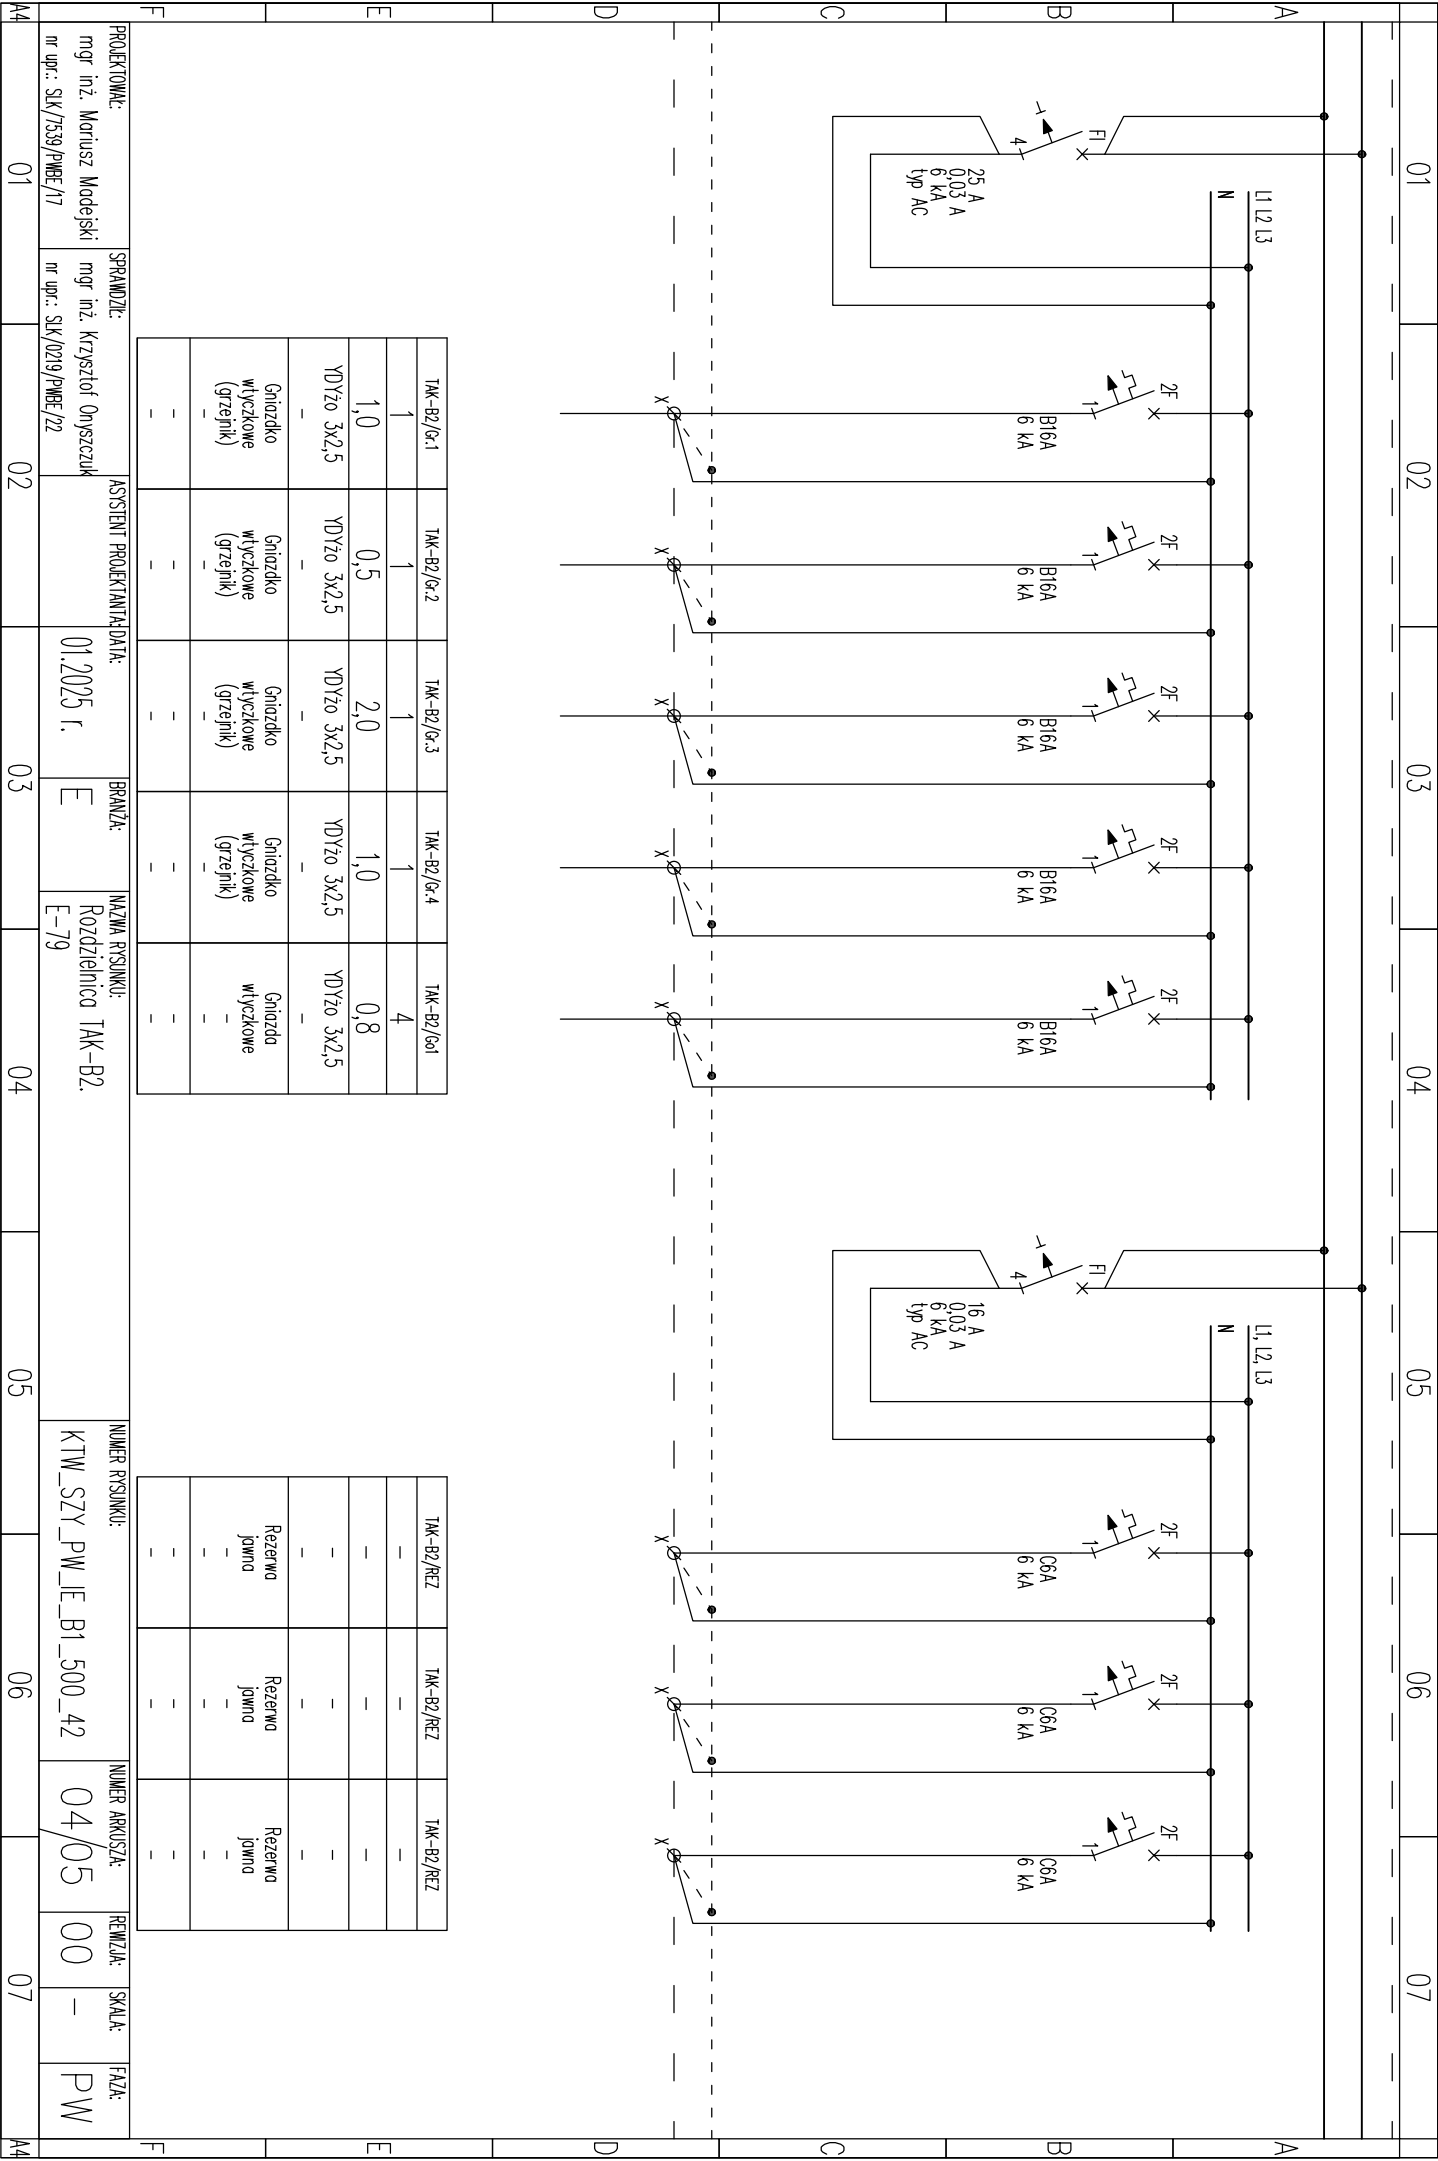 01 02 03 04 05 06 07
A A
B B
C C
D D
E E
F F
L1 L2 L3
N
FI
4
25 A
0,03 A
6 kA
typ AC
2F 2F 2F 2F 2F
1 1 1 1 1
B16A B16A B16A B16A B16A
6 kA 6 kA 6 kA 6 kA 6 kA
X X X X X
L1, L2, L3
N
FI
4
16 A
0,03 A
6 kA
typ AC
2F 2F 2F
1 1 1
C6A C6A C6A
6 kA 6 kA 6 kA
X X X
TAK-B2/Gr.1 TAK-B2/Gr.2 TAK-B2/Gr.3 TAK-B2/Gr.4 TAK-B2/Go1
1 1 1 1 4
1,0 0,5 2,0 1,0 0,8
YDYżo 3x2,5 YDYżo 3x2,5 YDYżo 3x2,5 YDYżo 3x2,5 YDYżo 3x2,5
- - - - -
Gniazdko Gniazdko Gniazdko Gniazdko Gniazda
wtyczkowe wtyczkowe wtyczkowe wtyczkowe wtyczkowe
(grzejnik) (grzejnik) (grzejnik) (grzejnik) -
- - - - -
- - - - -
- - - - -
TAK-B2/REZ TAK-B2/REZ TAK-B2/REZ
- - -
- - -
- - -
- - -
Rezerwa Rezerwa Rezerwa
jawna jawna jawna
- - -
- - -
- - -
- - -
PROJEKTOWAŁ:
mgr inż. Mariusz Madejski
nr upr.: SLK/7539/PWBE/17
SPRAWDZIŁ:
mgr inż. Krzysztof Onyszczuk
nr upr.: SLK/0219/PWBE/22
ASYSTENT PROJEKTANTA:
DATA:
01.2025 r.
BRANŻA:
E
NAZWA RYSUNKU:
Rozdzielnica TAK-B2.
E-79
NUMER RYSUNKU:
KTW_SZY_PW_IE_B1_500_42
NUMER ARKUSZA:
04/05
REWIZJA:
00
SKALA:
-
FAZA:
PW
A4 01 02 03 04 05 06 07 A4